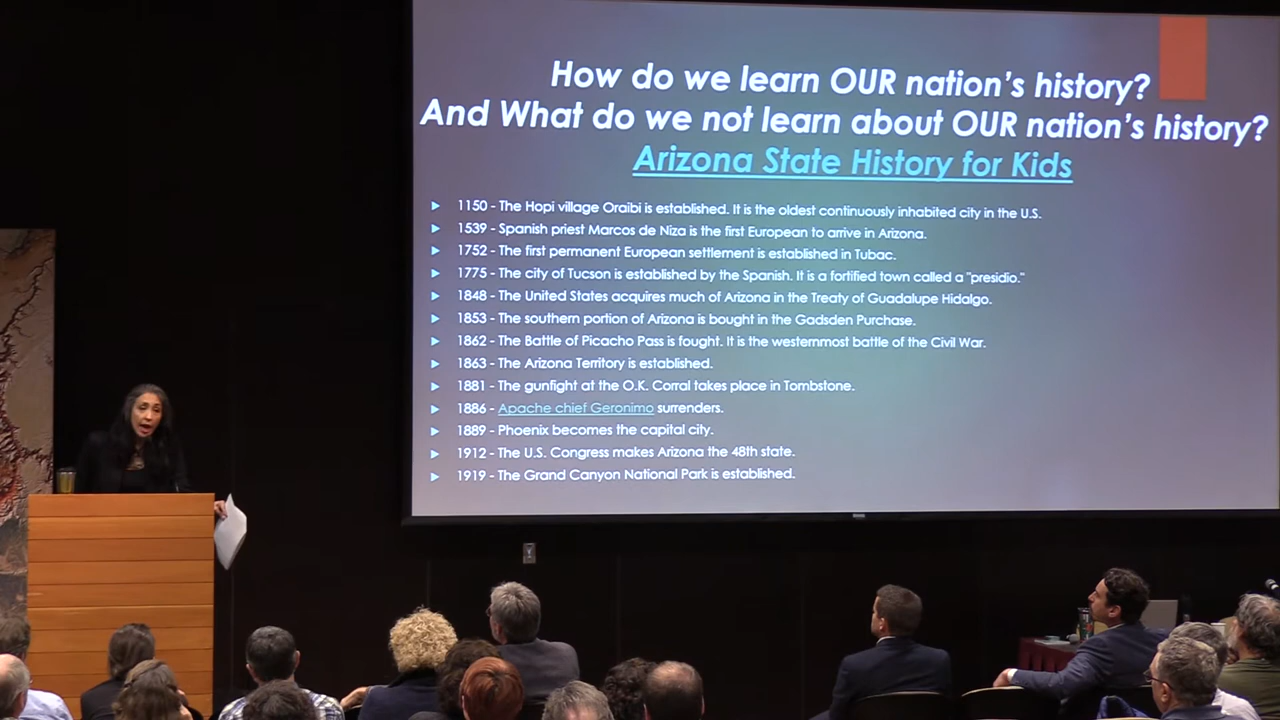 How do we learn OUR nation's history?
And What do we not learn about OUR nation's history?
Arizona State History for Kids
1150 - The Hopi village Oraibi is established. It is the oldest continuously inhabited city in the U.S.
1539 - Spanish priest Marcos de Niza is the first European to arrive in Arizona.
1752 - The first permanent European settlement is established in Tubac.
1775 - The city of Tucson is established by the Spanish. It is a fortified town called a "presidio."
1848 - The United States acquires much of Arizona in the Treaty of Guadalupe Hidalgo.
1853 - The southern portion of Arizona is bought in the Gadsden Purchase.
1862 - The Battle of Picacho Pass is fought. It is the westernmost battle of the Civil War.
1863 - The Arizona Territory is established.
1881 - The gunfight at the O.K. Corral takes place in Tombstone.
1886 - Apache chief Geronimo surrenders.
1889 - Phoenix becomes the capital city.
1912 - The U.S. Congress makes Arizona the 48th state.
1919 - The Grand Canyon National Park is established.